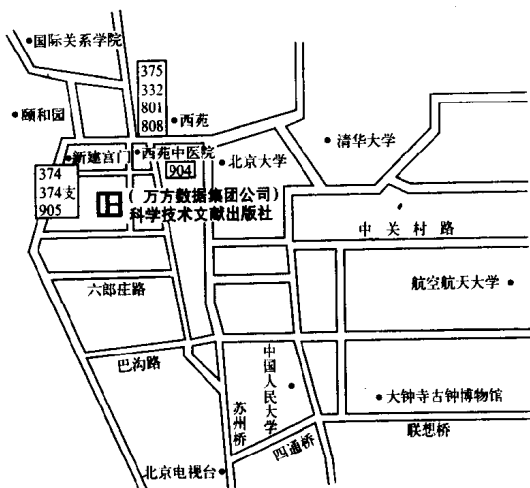 国际关系学院
颐和园
375
332
801
808
西苑
新建宫门
西苑中医院
904
北京大学
清华大学
374
374支
905
(万方数据集团公司)
科学技术文献出版社
中关村路
六郎庄路
航空航天大学
巴沟路
中国人民大学
大钟寺古钟博物馆
苏州桥
四通桥
联想桥
北京电视台